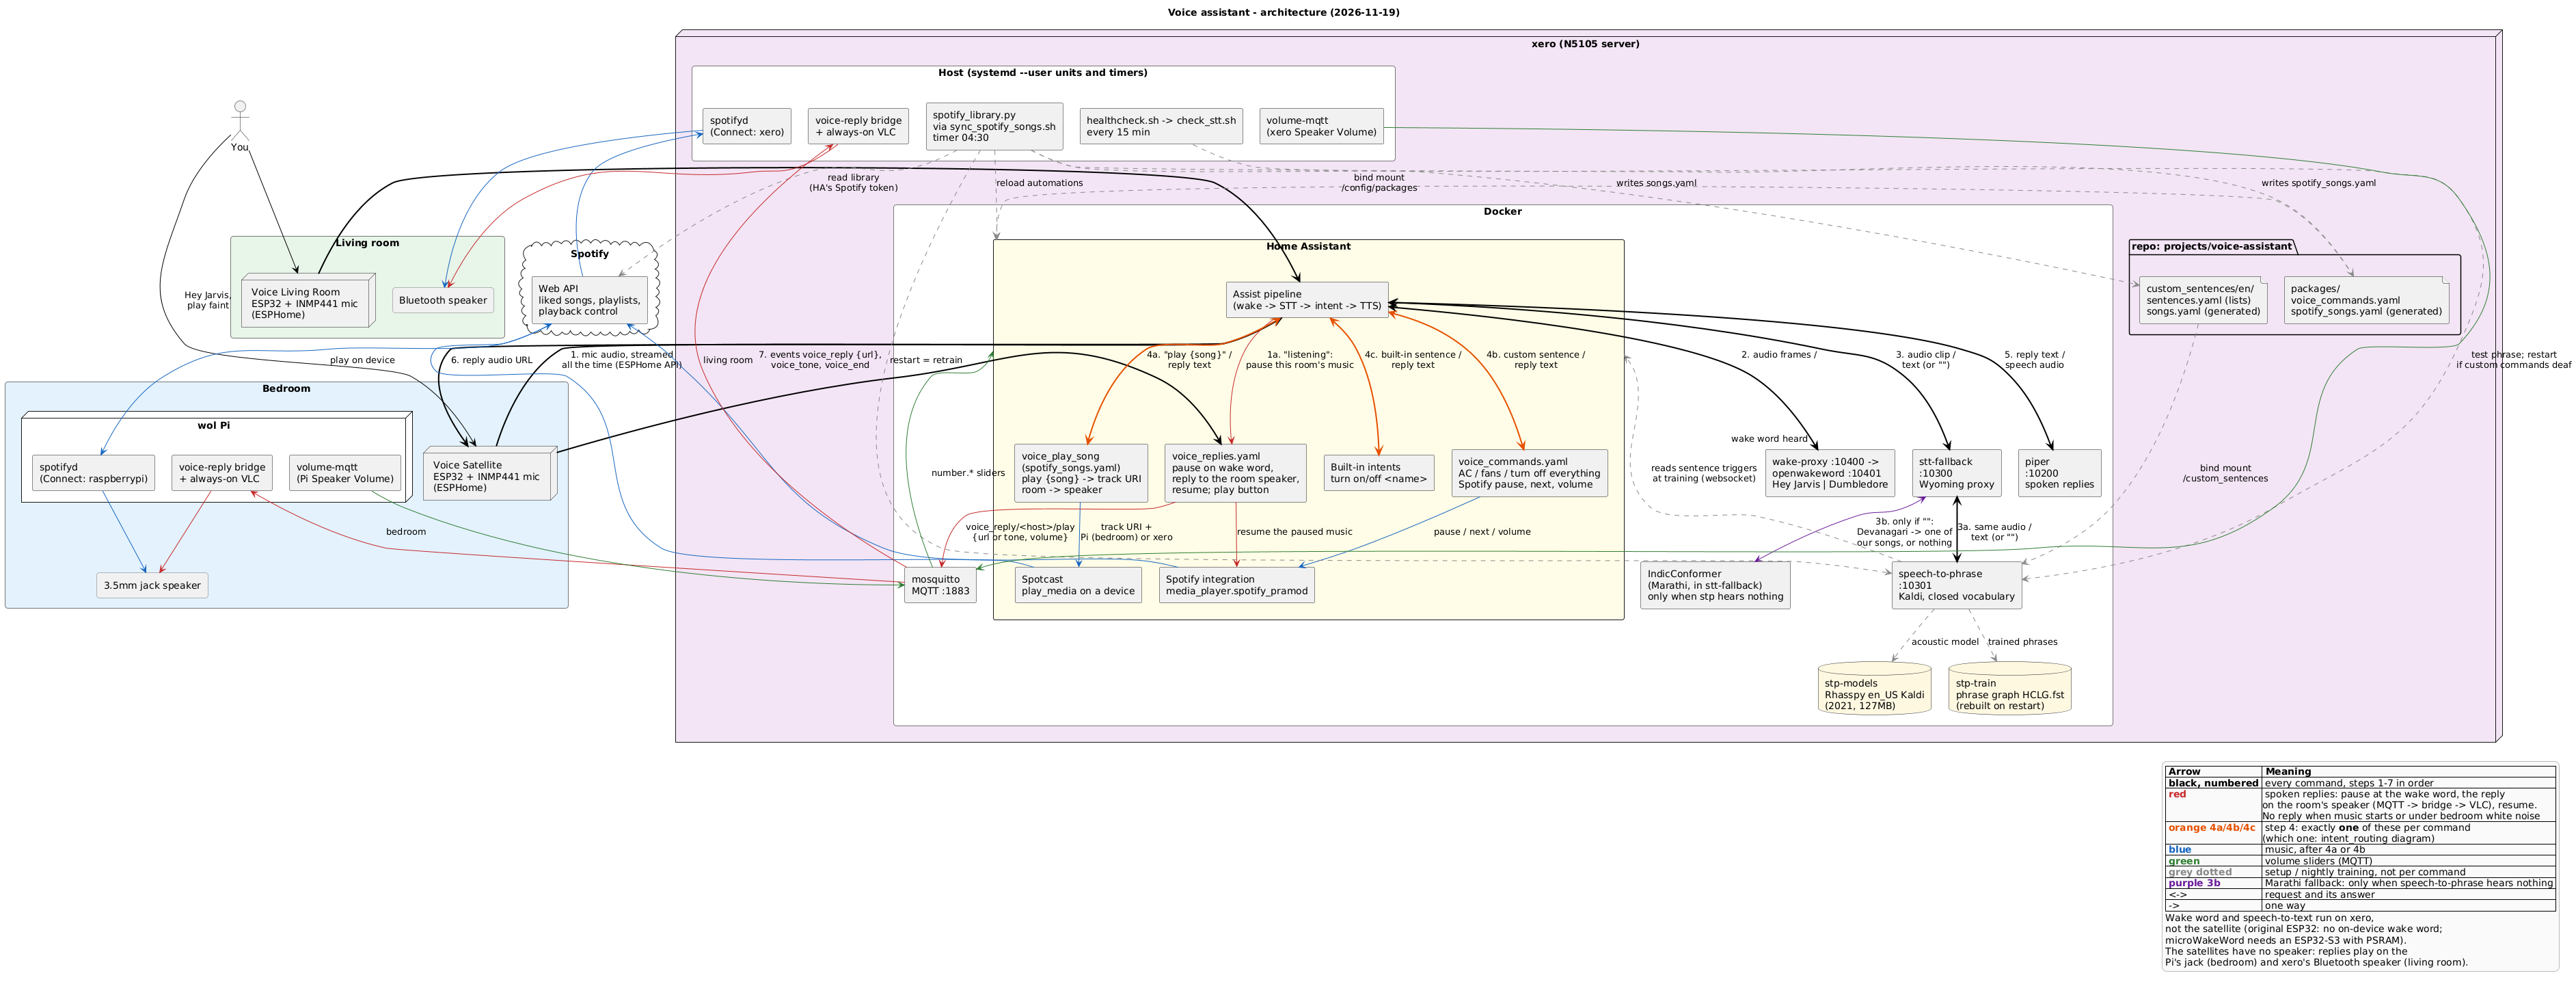 Voice assistant - architecture (2026-11-19)
xero (N5105 server)
Host (systemd --user units and timers)
spotifyd
(Connect: xero)
voice-reply bridge
+ always-on VLC
spotify_library.py
via sync_spotify_songs.sh
timer 04:30
healthcheck.sh -> check_stt.sh
every 15 min
volume-mqtt
(xero Speaker Volume)
You
read library
(HA's Spotify token)
reload automations
bind mount
/config/packages
writes songs.yaml
writes spotify_songs.yaml
Docker
Living room
Voice Living Room
ESP32 + INMP441 mic
(ESPHome)
Bluetooth speaker
Hey Jarvis,
play faint
Spotify
Web API
liked songs, playlists,
playback control
Home Assistant
Assist pipeline
(wake -> STT -> intent -> TTS)
repo: projects/voice-assistant
custom_sentences/en/
sentences.yaml (lists)
songs.yaml (generated)
packages/
voice_commands.yaml
spotify_songs.yaml (generated)
play on device
6. reply audio URL
1. mic audio, streamed
all the time (ESPHome API)
living room
7. events voice_reply {url},
voice_tone, voice_end
restart = retrain
4a. "play {song}" /
reply text
1a. "listening":
pause this room's music
4c. built-in sentence /
reply text
4b. custom sentence /
reply text
2. audio frames /
wake word heard
3. audio clip /
text (or "")
5. reply text /
speech audio
test phrase; restart
if custom commands deaf
Bedroom
wol Pi
spotifyd
(Connect: raspberrypi)
voice-reply bridge
+ always-on VLC
volume-mqtt
(Pi Speaker Volume)
Voice Satellite
ESP32 + INMP441 mic
(ESPHome)
number.* sliders
voice_play_song
(spotify_songs.yaml)
play {song} -> track URI
room -> speaker
voice_replies.yaml
pause on wake word,
reply to the room speaker,
resume; play button
Built-in intents
turn on/off <name>
voice_commands.yaml
AC / fans / turn off everything
Spotify pause, next, volume
reads sentence triggers
at training (websocket)
wake-proxy :10400 ->
openwakeword :10401
Hey Jarvis | Dumbledore
stt-fallback
:10300
Wyoming proxy
piper
:10200
spoken replies
bind mount
/custom_sentences
bedroom
voice_reply/<host>/play
{url or tone, volume}
track URI +
Pi (bedroom) or xero
resume the paused music
pause / next / volume
3b. only if "":
Devanagari -> one of
our songs, or nothing
3a. same audio /
text (or "")
3.5mm jack speaker
mosquitto
MQTT :1883
Spotcast
play_media on a device
Spotify integration
media_player.spotify_pramod
IndicConformer
(Marathi, in stt-fallback)
only when stp hears nothing
speech-to-phrase
:10301
Kaldi, closed vocabulary
acoustic model
trained phrases
stp-models
Rhasspy en_US Kaldi
(2021, 127MB)
stp-train
phrase graph HCLG.fst
(rebuilt on restart)
Arrow Meaning
black, numbered every command, steps 1-7 in order
red spoken replies: pause at the wake word, the reply
on the room's speaker (MQTT -> bridge -> VLC), resume.
No reply when music starts or under bedroom white noise
orange 4a/4b/4c step 4: exactly one of these per command
(which one: intent_routing diagram)
blue music, after 4a or 4b
green volume sliders (MQTT)
grey dotted setup / nightly training, not per command
purple 3b Marathi fallback: only when speech-to-phrase hears nothing
<-> request and its answer
-> one way
Wake word and speech-to-text run on xero,
not the satellite (original ESP32: no on-device wake word;
microWakeWord needs an ESP32-S3 with PSRAM).
The satellites have no speaker: replies play on the
Pi's jack (bedroom) and xero's Bluetooth speaker (living room).